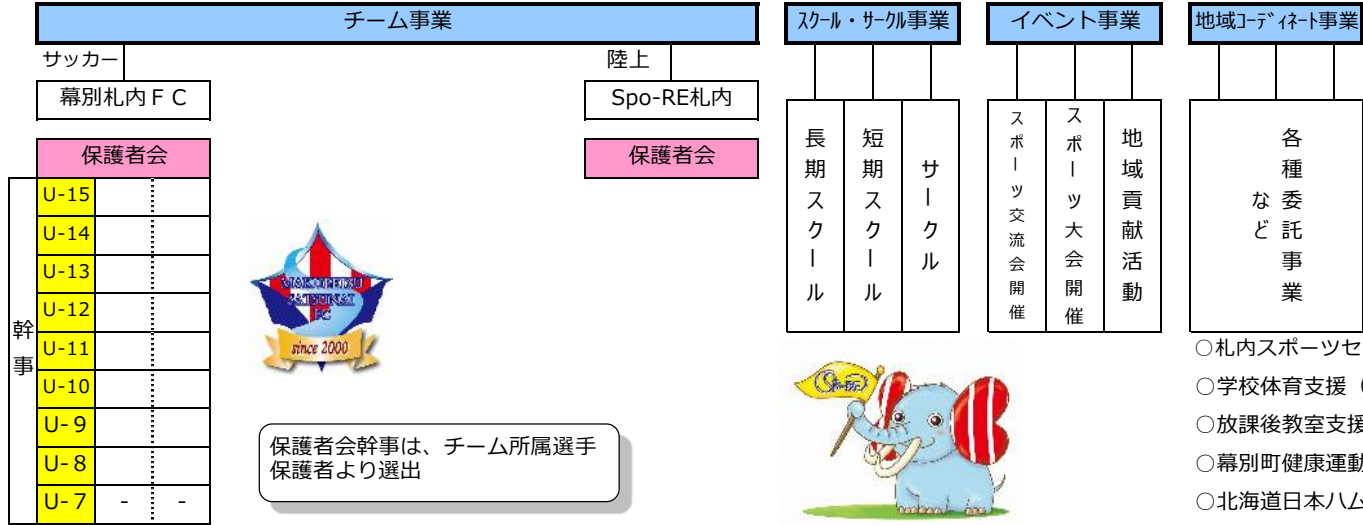 チーム事業
スクール・サークル事業
イベント事業
地域コーディネート事業
サッカー
陸上
幕別札内ＦＣ
Spo-RE札内
保護者会
保護者会
幹事
U-15
U-14
U-13
U-12
U-11
U-10
U-9
U-8
U-7 - -
MAKUBETSU
SATSUNAI
FC
since 2000
保護者会幹事は、チーム所属選手
保護者より選出
長期スクール
短期スクール
サークル
スポーツ交流会開催
スポーツ大会開催
地域貢献活動
各種委託事業
など
Spo-RE
○札内スポーツセ
○学校体育支援（
○放課後教室支援
○幕別町健康運動
○北海道日本ハム